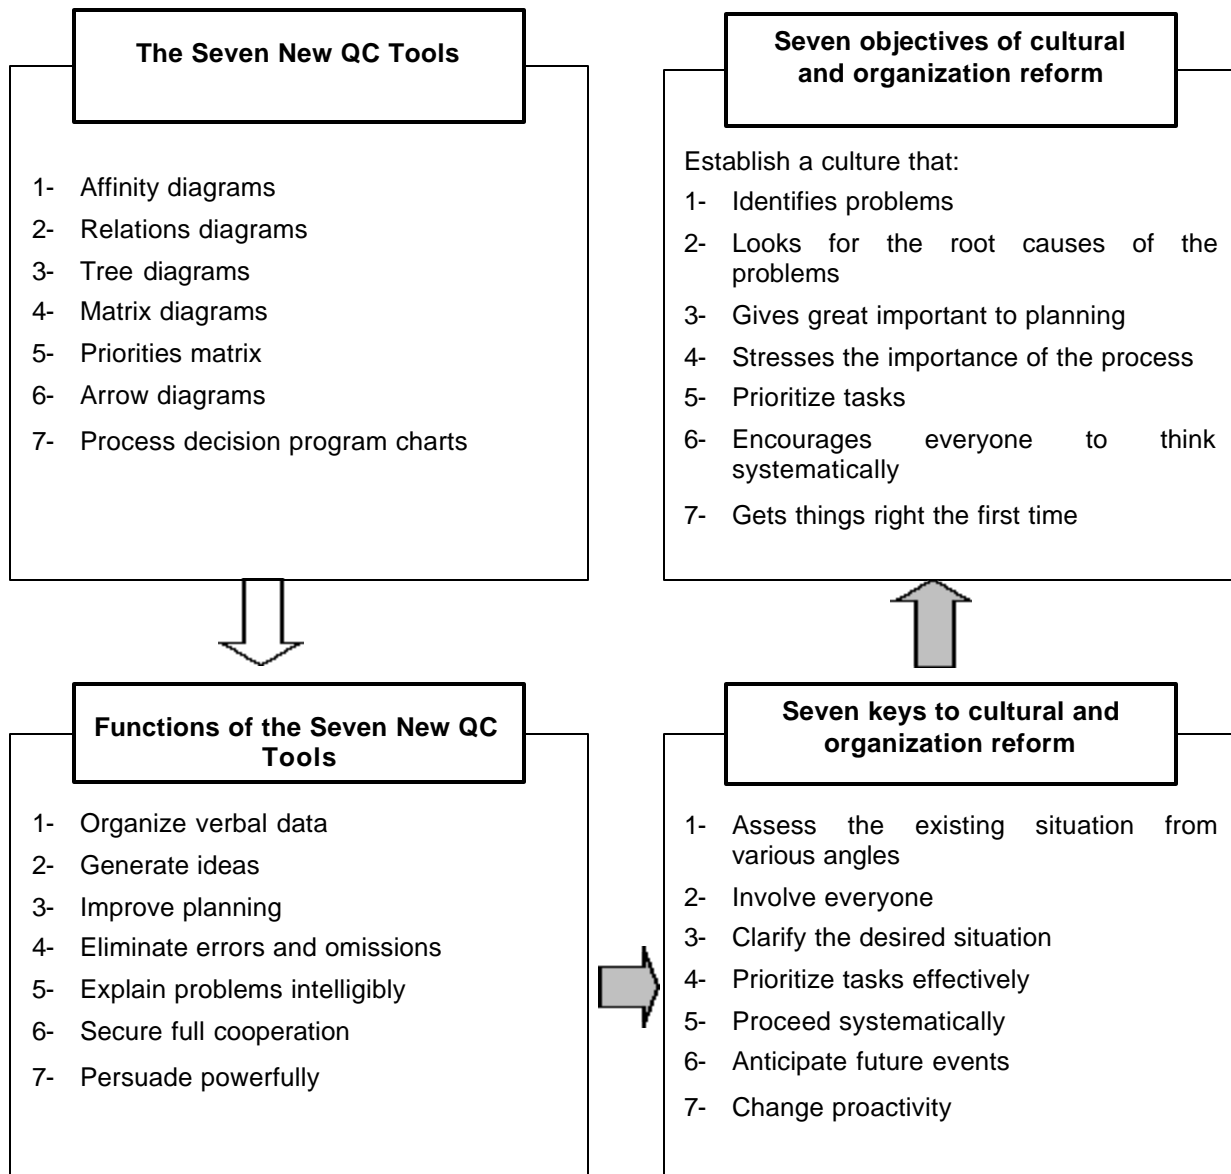 The Seven New QC Tools
1- Affinity diagrams
2- Relations diagrams
3- Tree diagrams
4- Matrix diagrams
5- Priorities matrix
6- Arrow diagrams
7- Process decision program charts
Functions of the Seven New QC
Tools
1- Organize verbal data
2- Generate ideas
3- Improve planning
4- Eliminate errors and omissions
5- Explain problems intelligibly
6- Secure full cooperation
7- Persuade powerfully
Seven keys to cultural and
organization reform
1- Assess the existing situation from
various angles
2- Involve everyone
3- Clarify the desired situation
4- Prioritize tasks effectively
5- Proceed systematically
6- Anticipate future events
7- Change proactivity
Seven objectives of cultural
and organization reform
Establish a culture that:
1- Identifies problems
2- Looks for the root causes of the
problems
3- Gives great important to planning
4- Stresses the importance of the process
5- Prioritize tasks
6- Encourages everyone to think
systematically
7- Gets things right the first time